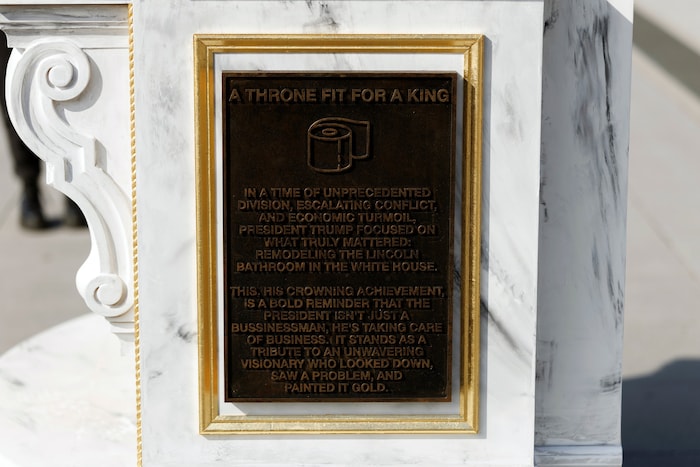 A THRONE FIT FOR A KING
IN A TIME OF UNPRECEDENTED
DIVISION, ESCALATING CONFLICT,
AND ECONOMIC TURMOIL,
PRESIDENT TRUMP FOCUSED ON
WHAT TRULY MATTERED:
REMODELING THE LINCOLN
BATHROOM IN THE WHITE HOUSE.
THIS, HIS CROWNING ACHIEVEMENT,
IS A BOLD REMINDER THAT THE
PRESIDENT ISN'T JUST A
BUSSINESSMAN, HE'S TAKING CARE
OF BUSINESS. IT STANDS AS A
TRIBUTE TO AN UNWAVERING
VISIONARY WHO LOOKED DOWN,
SAW A PROBLEM, AND
PAINTED IT GOLD.